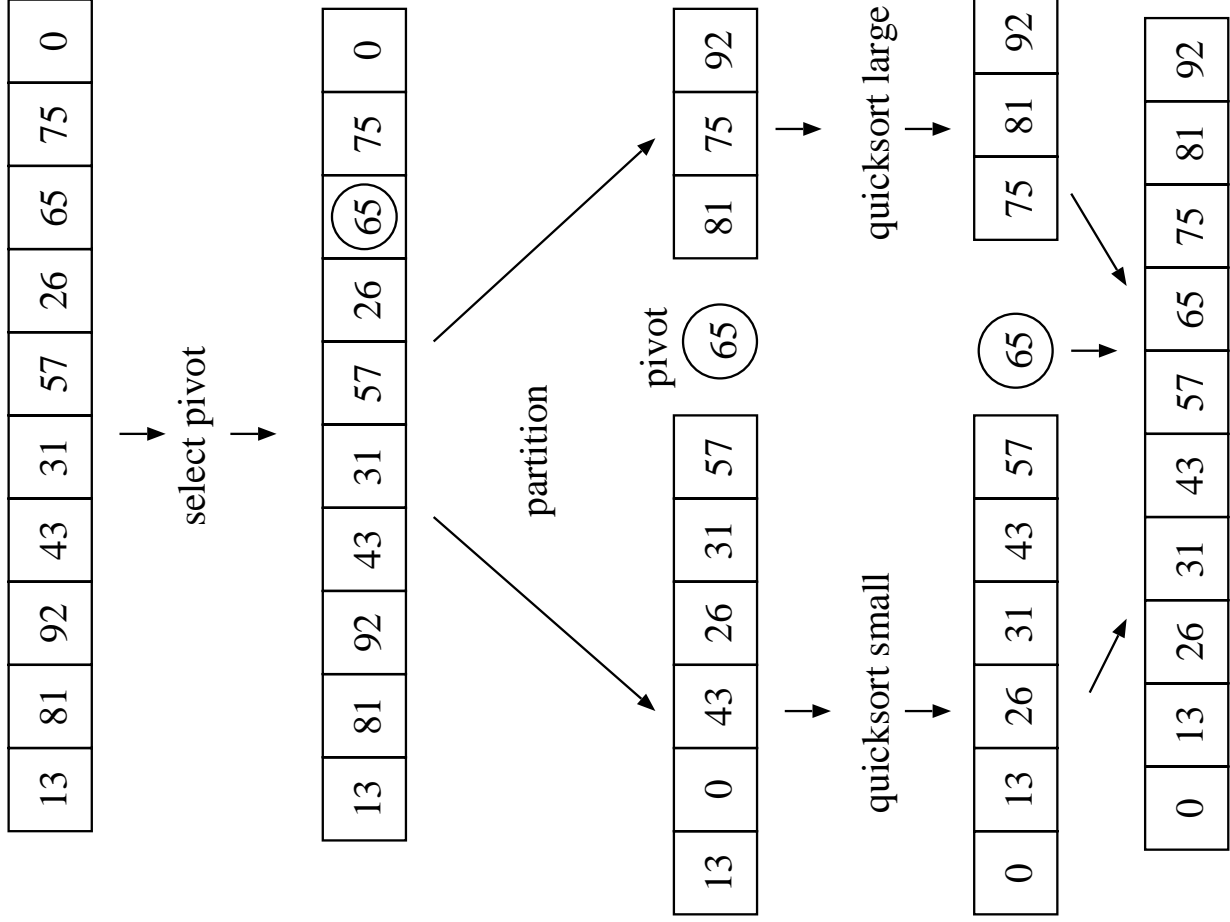 13 81 92 43 31 57 26 65 75 0
select pivot
13 81 92 43 31 57 26 65 75 0
partition
pivot
13 0 43 26 31 57 65 81 75 92
quicksort small quicksort large
0 13 26 31 43 57 65 75 81 92
0 13 26 31 43 57 65 75 81 92